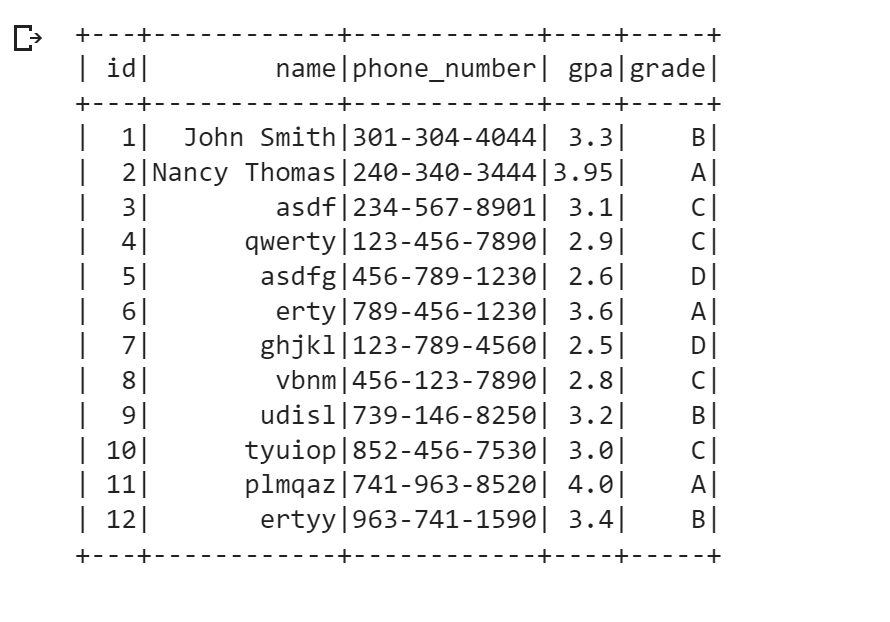 +---+------------+------------+----+-----+
| id|        name|phone_number| gpa|grade|
+---+------------+------------+----+-----+
|  1|  John Smith|301-304-4044| 3.3|    B|
|  2|Nancy Thomas|240-340-3444|3.95|    A|
|  3|        asdf|234-567-8901| 3.1|    C|
|  4|      qwerty|123-456-7890| 2.9|    C|
|  5|       asdfg|456-789-1230| 2.6|    D|
|  6|        erty|789-456-1230| 3.6|    A|
|  7|       ghjkl|123-789-4560| 2.5|    D|
|  8|        vbnm|456-123-7890| 2.8|    C|
|  9|       udisl|739-146-8250| 3.2|    B|
| 10|      tyuiop|852-456-7530| 3.0|    C|
| 11|      plmqaz|741-963-8520| 4.0|    A|
| 12|       ertyy|963-741-1590| 3.4|    B|
+---+------------+------------+----+-----+